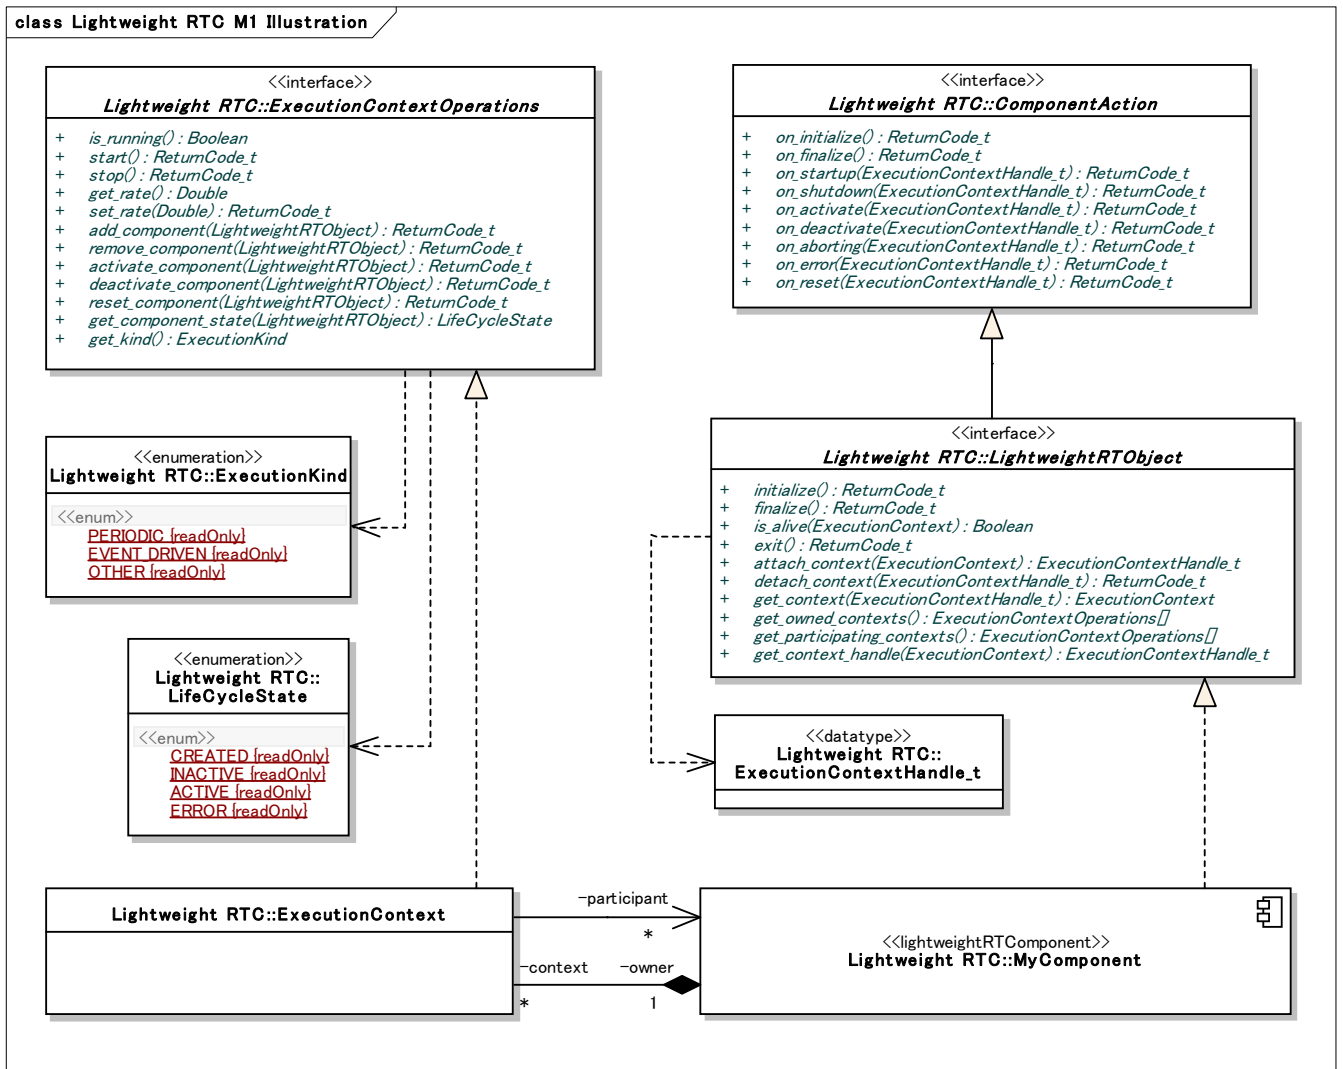 class Lightweight RTC M1 Illustration
<<interface>>
Lightweight RTC::ExecutionContextOperations
+ is_running() : Boolean
+ start() : ReturnCode_t
+ stop() : ReturnCode_t
+ get_rate() : Double
+ set_rate(Double) : ReturnCode_t
+ add_component(LightweightRTObject) : ReturnCode_t
+ remove_component(LightweightRTObject) : ReturnCode_t
+ activate_component(LightweightRTObject) : ReturnCode_t
+ deactivate_component(LightweightRTObject) : ReturnCode_t
+ reset_component(LightweightRTObject) : ReturnCode_t
+ get_component_state(LightweightRTObject) : LifeCycleState
+ get_kind() : ExecutionKind
<<interface>>
Lightweight RTC::ComponentAction
+ on_initialize() : ReturnCode_t
+ on_finalize() : ReturnCode_t
+ on_startup(ExecutionContextHandle_t) : ReturnCode_t
+ on_shutdown(ExecutionContextHandle_t) : ReturnCode_t
+ on_activate(ExecutionContextHandle_t) : ReturnCode_t
+ on_deactivate(ExecutionContextHandle_t) : ReturnCode_t
+ on_aborting(ExecutionContextHandle_t) : ReturnCode_t
+ on_error(ExecutionContextHandle_t) : ReturnCode_t
+ on_reset(ExecutionContextHandle_t) : ReturnCode_t
<<enumeration>>
Lightweight RTC::ExecutionKind
<<enum>>
PERIODIC {readOnly}
EVENT_DRIVEN {readOnly}
OTHER {readOnly}
<<interface>>
Lightweight RTC::LightweightRTObject
+ initialize() : ReturnCode_t
+ finalize() : ReturnCode_t
+ is_alive(ExecutionContext) : Boolean
+ exit() : ReturnCode_t
+ attach_context(ExecutionContext) : ExecutionContextHandle_t
+ detach_context(ExecutionContextHandle_t) : ReturnCode_t
+ get_context(ExecutionContextHandle_t) : ExecutionContext
+ get_owned_contexts() : ExecutionContextOperations[]
+ get_participating_contexts() : ExecutionContextOperations[]
+ get_context_handle(ExecutionContext) : ExecutionContextHandle_t
<<enumeration>>
Lightweight RTC::
LifeCycleState
<<enum>>
CREATED {readOnly}
INACTIVE {readOnly}
ACTIVE {readOnly}
ERROR {readOnly}
<<datatype>>
Lightweight RTC::
ExecutionContextHandle_t
Lightweight RTC::ExecutionContext
-participant
*
-context -owner
* 1
<<lightweightRTComponent>>
Lightweight RTC::MyComponent